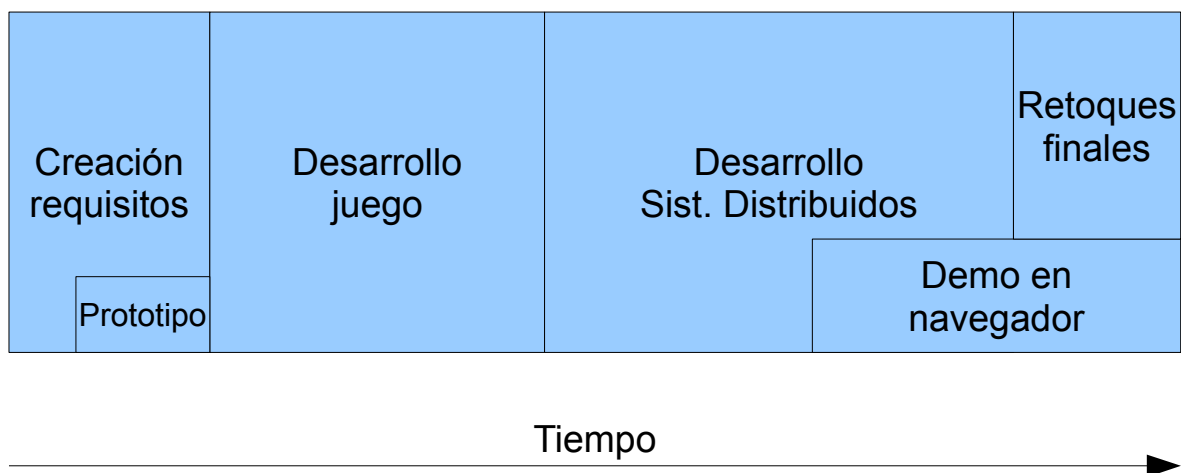 Creación
requisitos
Prototipo
Desarrollo
juego
Desarrollo
Sist. Distribuidos
Retoques
finales
Demo en
navegador
Tiempo